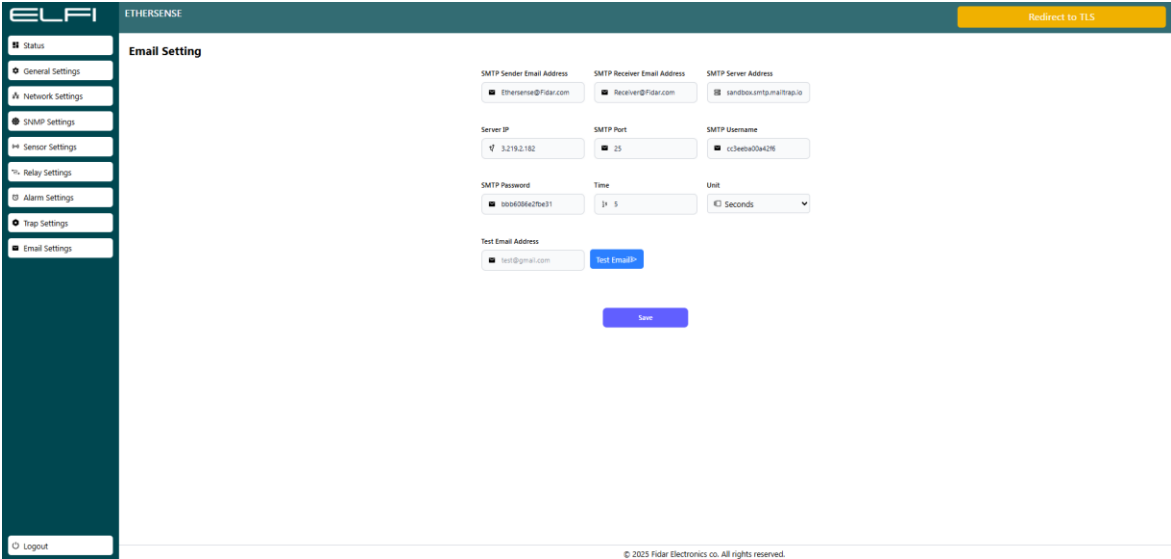 ELFI
ETHERSENSE
Redirect to TLS
Status
General Settings
Network Settings
SNMP Settings
Sensor Settings
Relay Settings
Alarm Settings
Trap Settings
Email Settings
Logout
Email Setting
SMTP Sender Email Address SMTP Receiver Email Address SMTP Server Address
Ethersense@Fidar.com Receiver@Fidar.com sandbox.smtp.mailtrap.io
Server IP SMTP Port SMTP Username
3.219.2.182 25 cc3eeba00a42f6
SMTP Password Time Unit
bbb6086e2fbe31 5 Seconds
Test Email Address
test@gmail.com Test Email
Save
© 2025 Fidar Electronics co. All rights reserved.